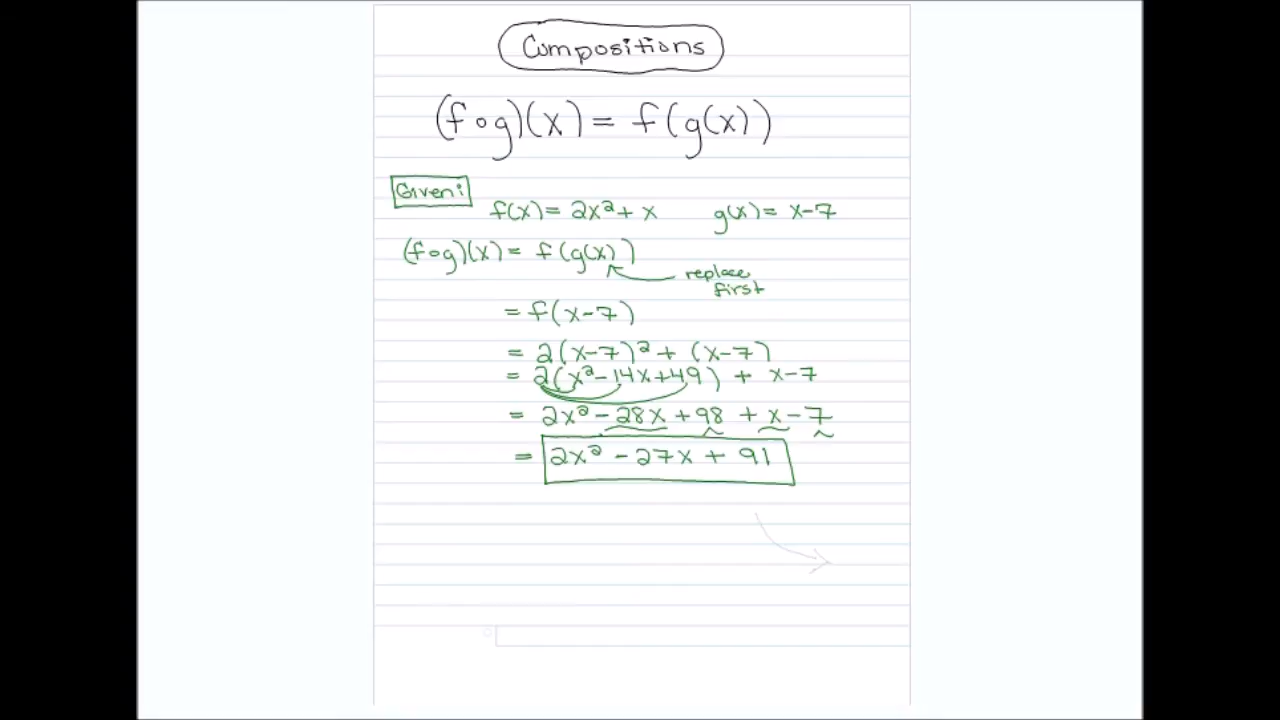 Compositions
(f∘g)(x) = f(g(x))
Given:
f(x) = 2x² + x g(x) = x-7
(f∘g)(x) = f(g(x))
replace
first
= f(x-7)
= 2(x-7)² + (x-7)
= 2(x² - 14x + 49) + x-7
= 2x² - 28x + 98 + x - 7
= 2x² - 27x + 91